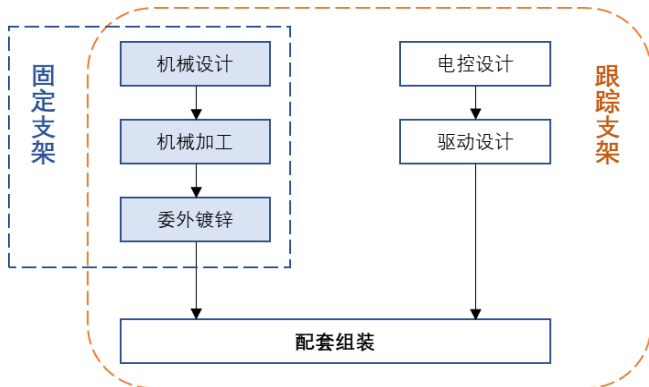 固定支架
机械设计
机械加工
委外镀锌
电控设计
驱动设计
跟踪支架
配套组装